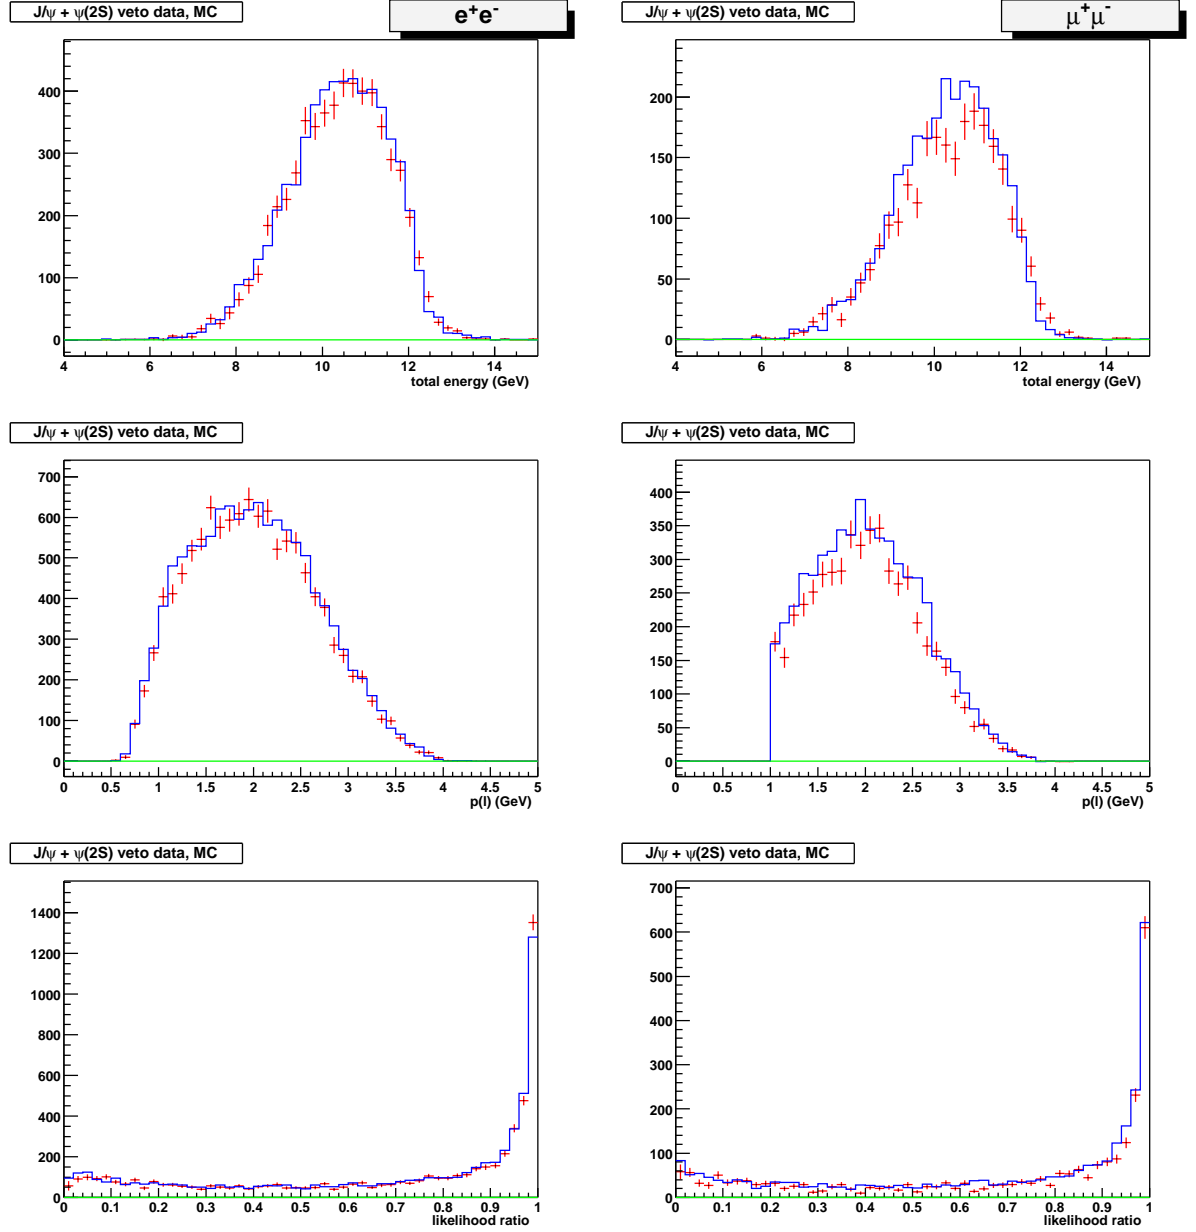 J/ψ + ψ(2S) veto data, MC
e⁺e⁻
J/ψ + ψ(2S) veto data, MC
μ⁺μ⁻
400
300
200
100
0
4 6 8 10 12 14
total energy (GeV)
200
150
100
50
0
4 6 8 10 12 14
total energy (GeV)
J/ψ + ψ(2S) veto data, MC
J/ψ + ψ(2S) veto data, MC
700
600
500
400
300
200
100
0
0 0.5 1 1.5 2 2.5 3 3.5 4 4.5 5
p(l) (GeV)
400
350
300
250
200
150
100
50
0
0 0.5 1 1.5 2 2.5 3 3.5 4 4.5 5
p(l) (GeV)
J/ψ + ψ(2S) veto data, MC
J/ψ + ψ(2S) veto data, MC
1400
1200
1000
800
600
400
200
0
0 0.1 0.2 0.3 0.4 0.5 0.6 0.7 0.8 0.9 1
likelihood ratio
700
600
500
400
300
200
100
0
0 0.1 0.2 0.3 0.4 0.5 0.6 0.7 0.8 0.9 1
likelihood ratio